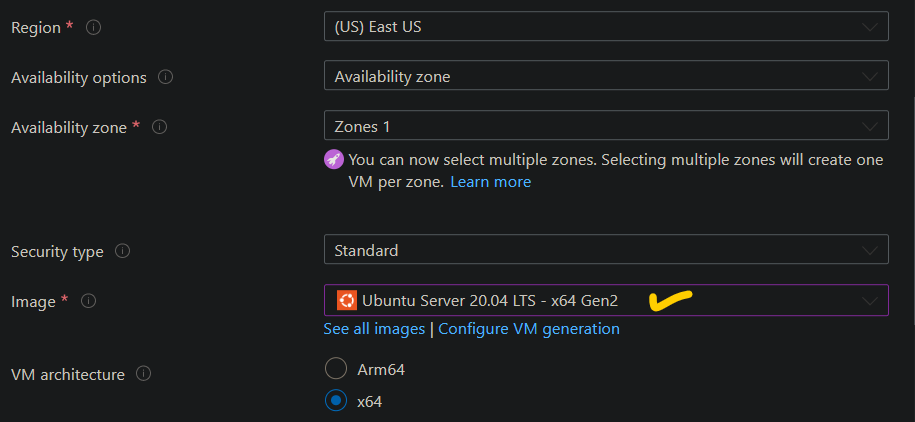 Region *
(US) East US
Availability options
Availability zone
Availability zone *
Zones 1
You can now select multiple zones. Selecting multiple zones will create one
VM per zone. Learn more
Security type
Standard
Image *
Ubuntu Server 20.04 LTS - x64 Gen2
See all images | Configure VM generation
VM architecture
Arm64
x64